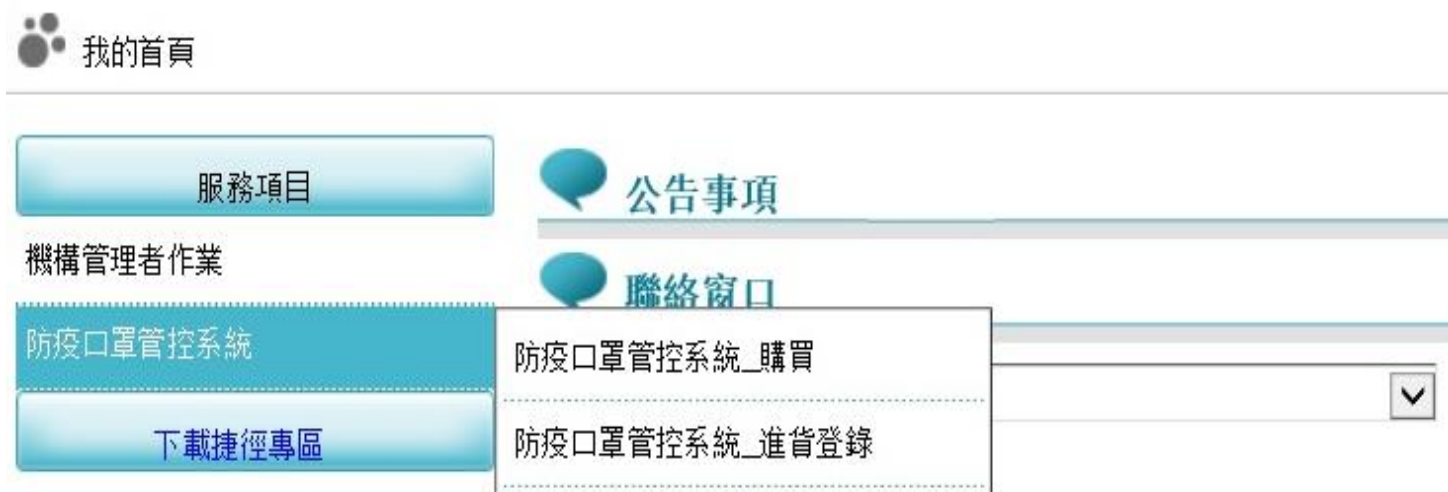 我的首頁
服務項目
公告事項
機構管理者作業
聯絡窗口
防疫口罩管控系統
防疫口罩管控系統_購買
下載捷徑專區
防疫口罩管控系統_進貨登錄